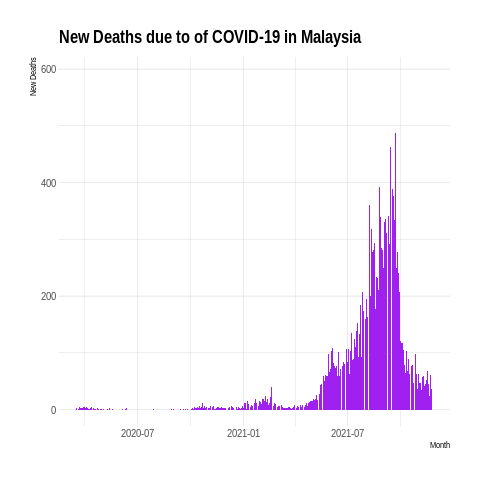 New Deaths due to of COVID-19 in Malaysia
New Deaths
600
400
200
0
2020-07
2021-01
2021-07
Month